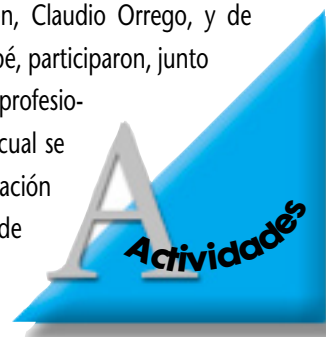 n, Claudio Orrego, y de
pé, participaron, junto
profesio-
cual se
ación
de
A
Actividades